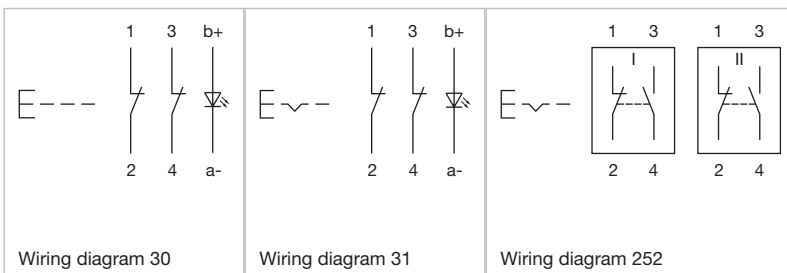 1 3 b+
2 4 a-
Wiring diagram 30
1 3 b+
2 4 a-
Wiring diagram 31
1 3 1 3
I II
2 4 2 4
Wiring diagram 252